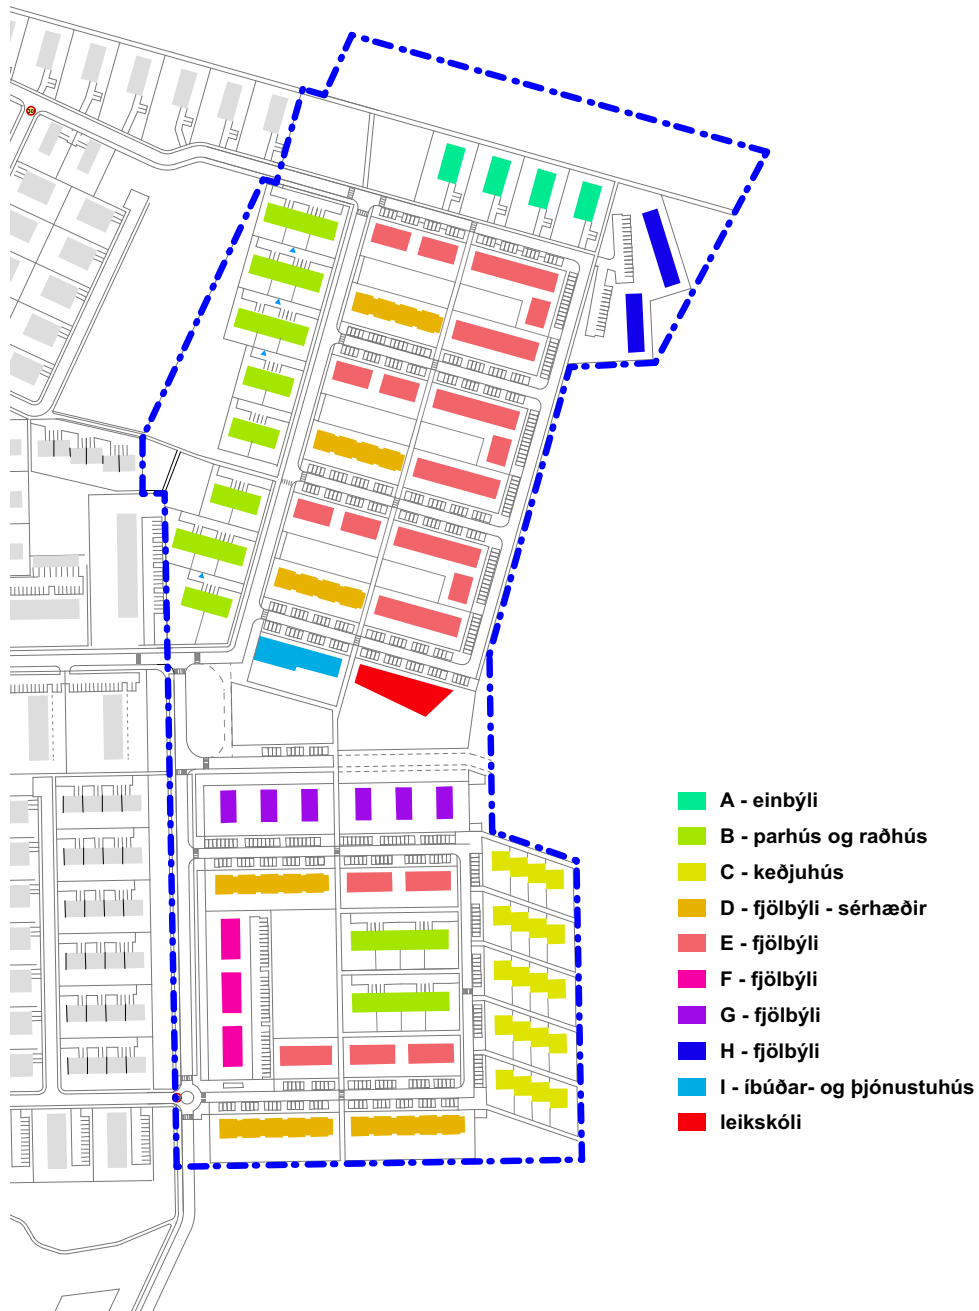 A - einbýli
B - parhús og raðhús
C - keðjuhús
D - fjölbýli - sérhæðir
E - fjölbýli
F - fjölbýli
G - fjölbýli
H - fjölbýli
I - íbúðar- og þjónustuhús
leikskóli